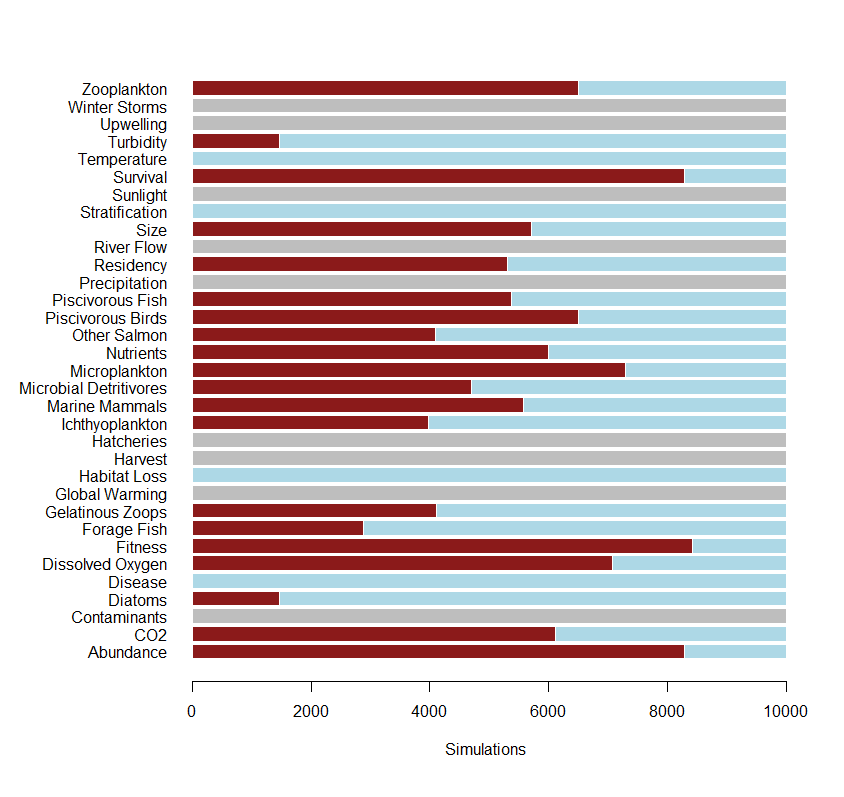 Zooplankton
Winter Storms
Upwelling
Turbidity
Temperature
Survival
Sunlight
Stratification
Size
River Flow
Residency
Precipitation
Piscivorous Fish
Piscivorous Birds
Other Salmon
Nutrients
Microplankton
Microbial Detritivores
Marine Mammals
Ichthyoplankton
Hatcheries
Harvest
Habitat Loss
Global Warming
Gelatinous Zoops
Forage Fish
Fitness
Dissolved Oxygen
Disease
Diatoms
Contaminants
CO2
Abundance
0 2000 4000 6000 8000 10000
Simulations